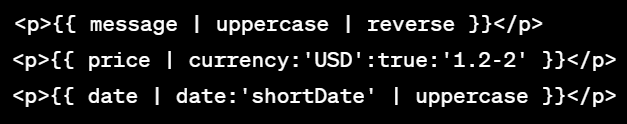 <p>{{ message | uppercase | reverse }}</p>
<p>{{ price | currency:'USD':true:'1.2-2' }}</p>
<p>{{ date | date:'shortDate' | uppercase }}</p>